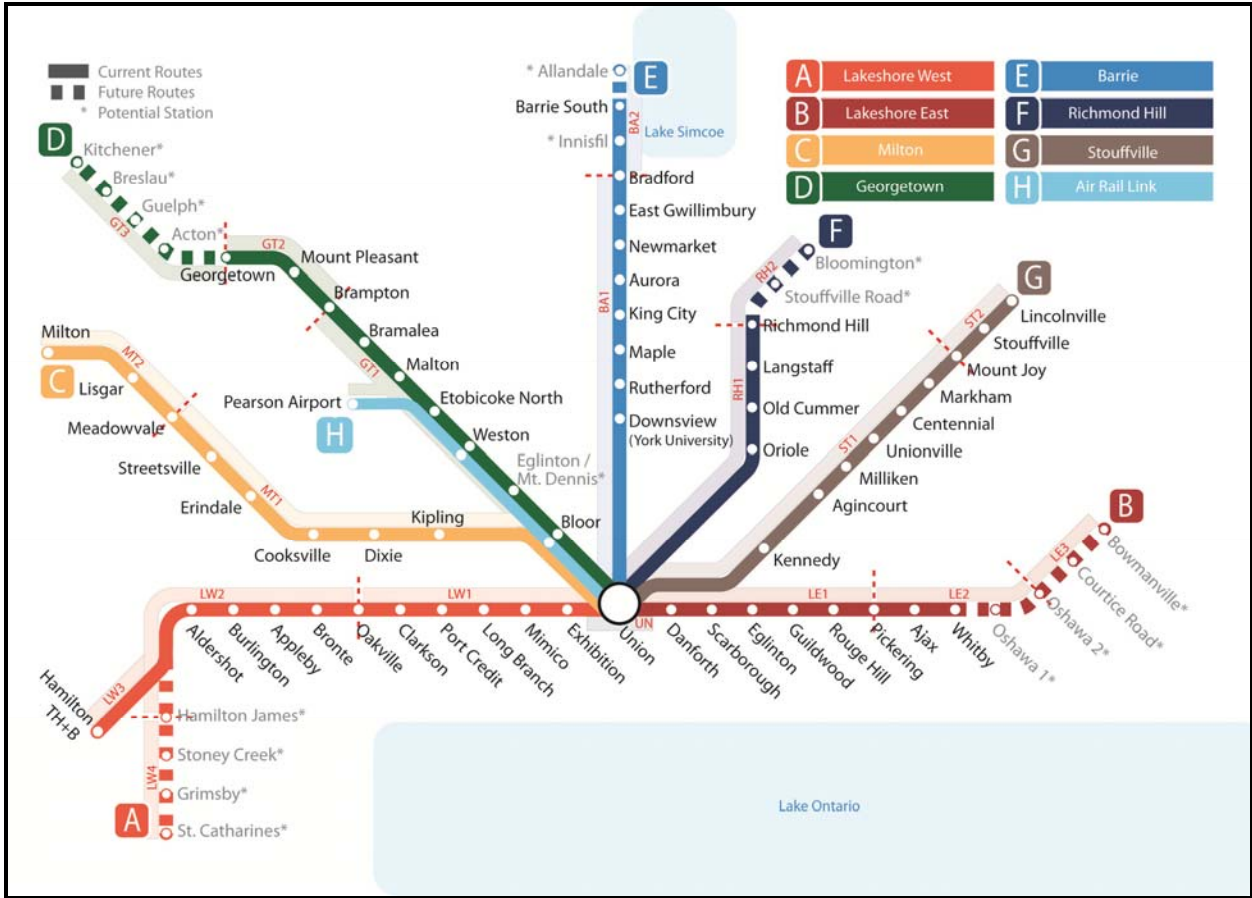 Current Routes
Future Routes
* Potential Station
A Lakeshore West
B Lakeshore East
C Milton
D Georgetown
E Barrie
F Richmond Hill
G Stouffville
H Air Rail Link
D
Kitchener*
Breslau*
Guelph*
Acton*
GT3
Georgetown
GT2
Mount Pleasant
Brampton
Bramalea
GT1
Malton
Etobicoke North
Weston
Eglinton /
Mt. Dennis*
Bloor
Pearson Airport
H
Milton
C
MT2
Lisgar
Meadowvale
Streetsville
MT1
Erindale
Cooksville
Dixie
Kipling
* Allandale
E
Barrie South
BA2
Lake Simcoe
* Innisfil
Bradford
East Gwillimbury
Newmarket
Aurora
BA1
King City
Maple
Rutherford
Downsview
(York University)
F
Bloomington*
RH2
Stouffville Road*
Richmond Hill
Langstaff
RH1
Old Cummer
Oriole
G
Lincolnville
ST2
Stouffville
Mount Joy
Markham
Centennial
Unionville
ST1
Milliken
Agincourt
Kennedy
LW2
LW1
UN
LE1
LE2
LE3
B
Hamilton
TH+B
LW3
Aldershot
Burlington
Appleby
Bronte
Oakville
Clarkson
Port Credit
Long Branch
Mimico
Exhibition
Union
Danforth
Scarborough
Eglinton
Guildwood
Rouge Hill
Pickering
Ajax
Whitby
Oshawa 1*
Oshawa 2*
Courtice Road*
Bowmanville*
Hamilton James*
Stoney Creek*
LW4
Grimsby*
A
St. Catharines*
Lake Ontario